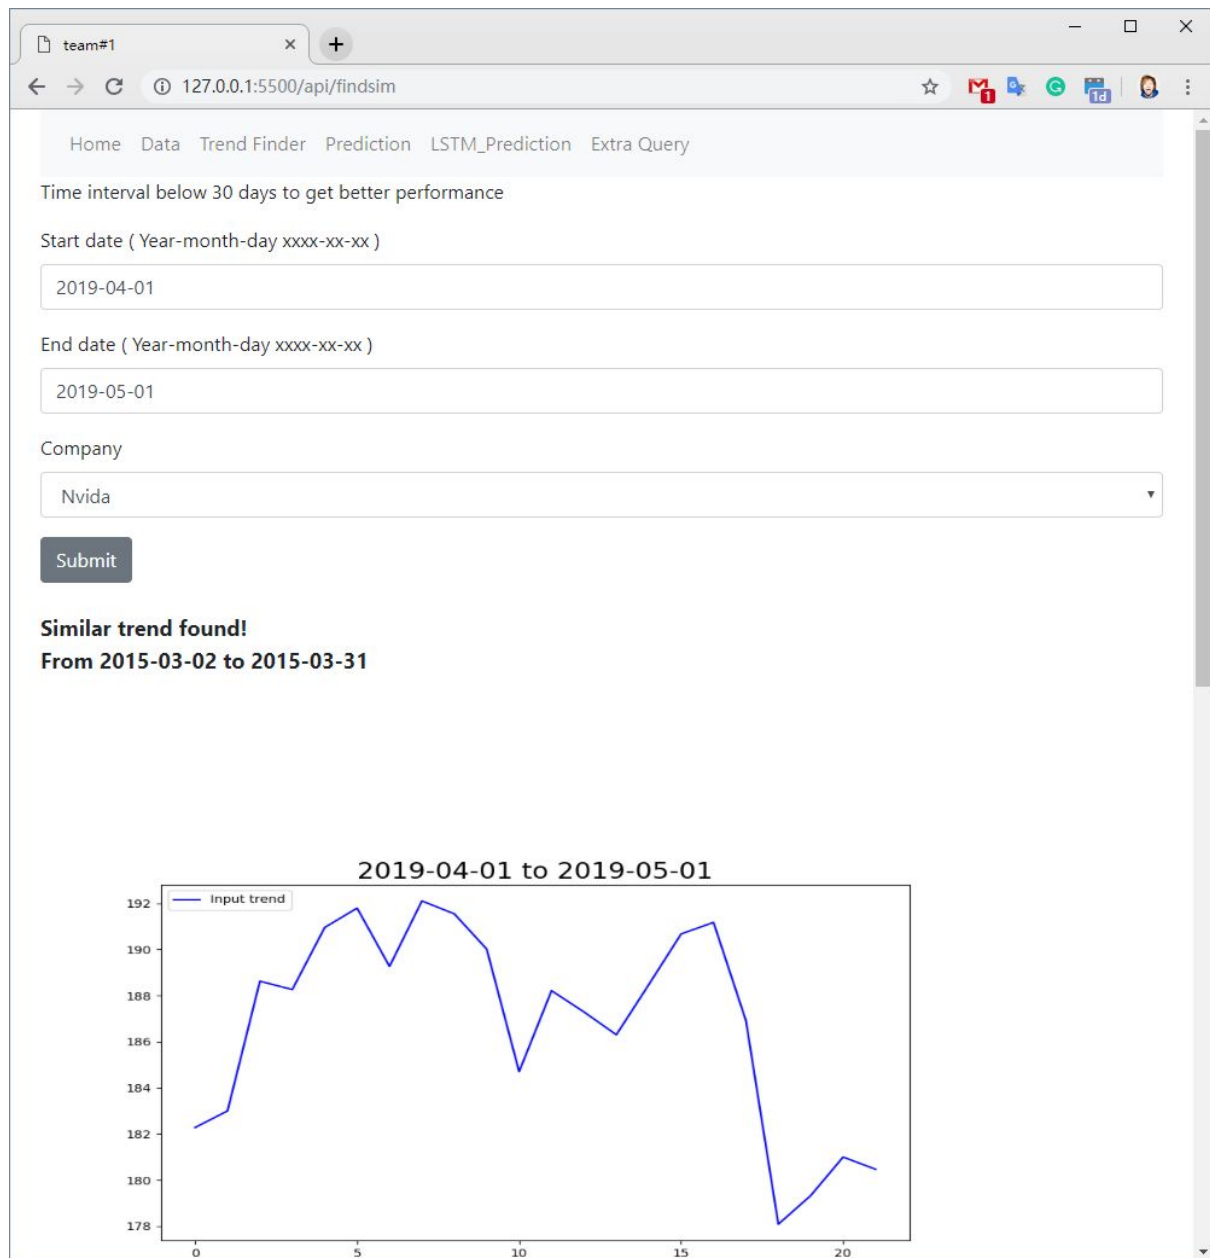 team#1
127.0.0.1:5500/api/findsim
1
1d
Home Data Trend Finder Prediction LSTM_Prediction Extra Query
Time interval below 30 days to get better performance
Start date ( Year-month-day xxxx-xx-xx )
2019-04-01
End date ( Year-month-day xxxx-xx-xx )
2019-05-01
Company
Nvida
Submit
Similar trend found!
From 2015-03-02 to 2015-03-31
2019-04-01 to 2019-05-01
Input trend
192
190
188
186
184
182
180
178
0 5 10 15 20